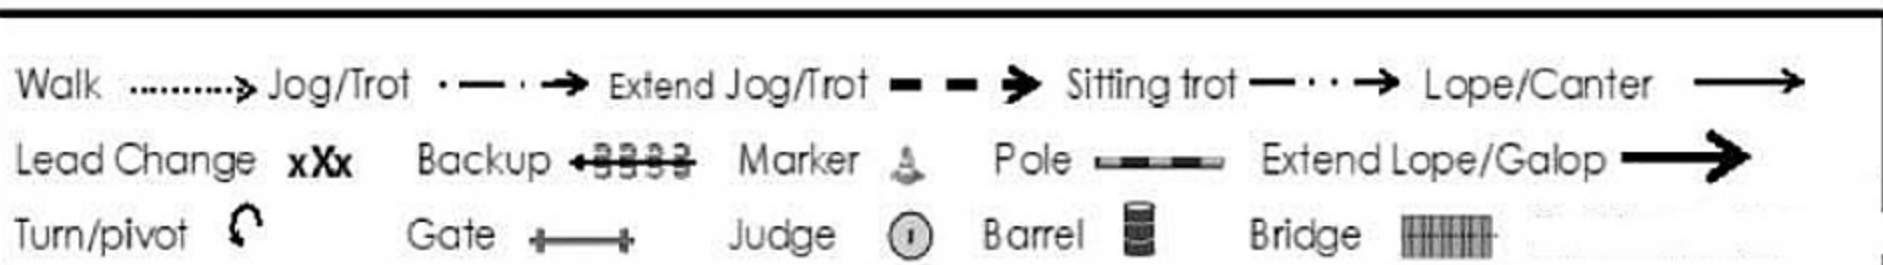 Walk Jog/Trot Extend Jog/Trot Sitting trot Lope/Canter
Lead Change xXx Backup 3333 Marker Pole Extend Lope/Galop
Turn/pivot Gate Judge Barrel Bridge